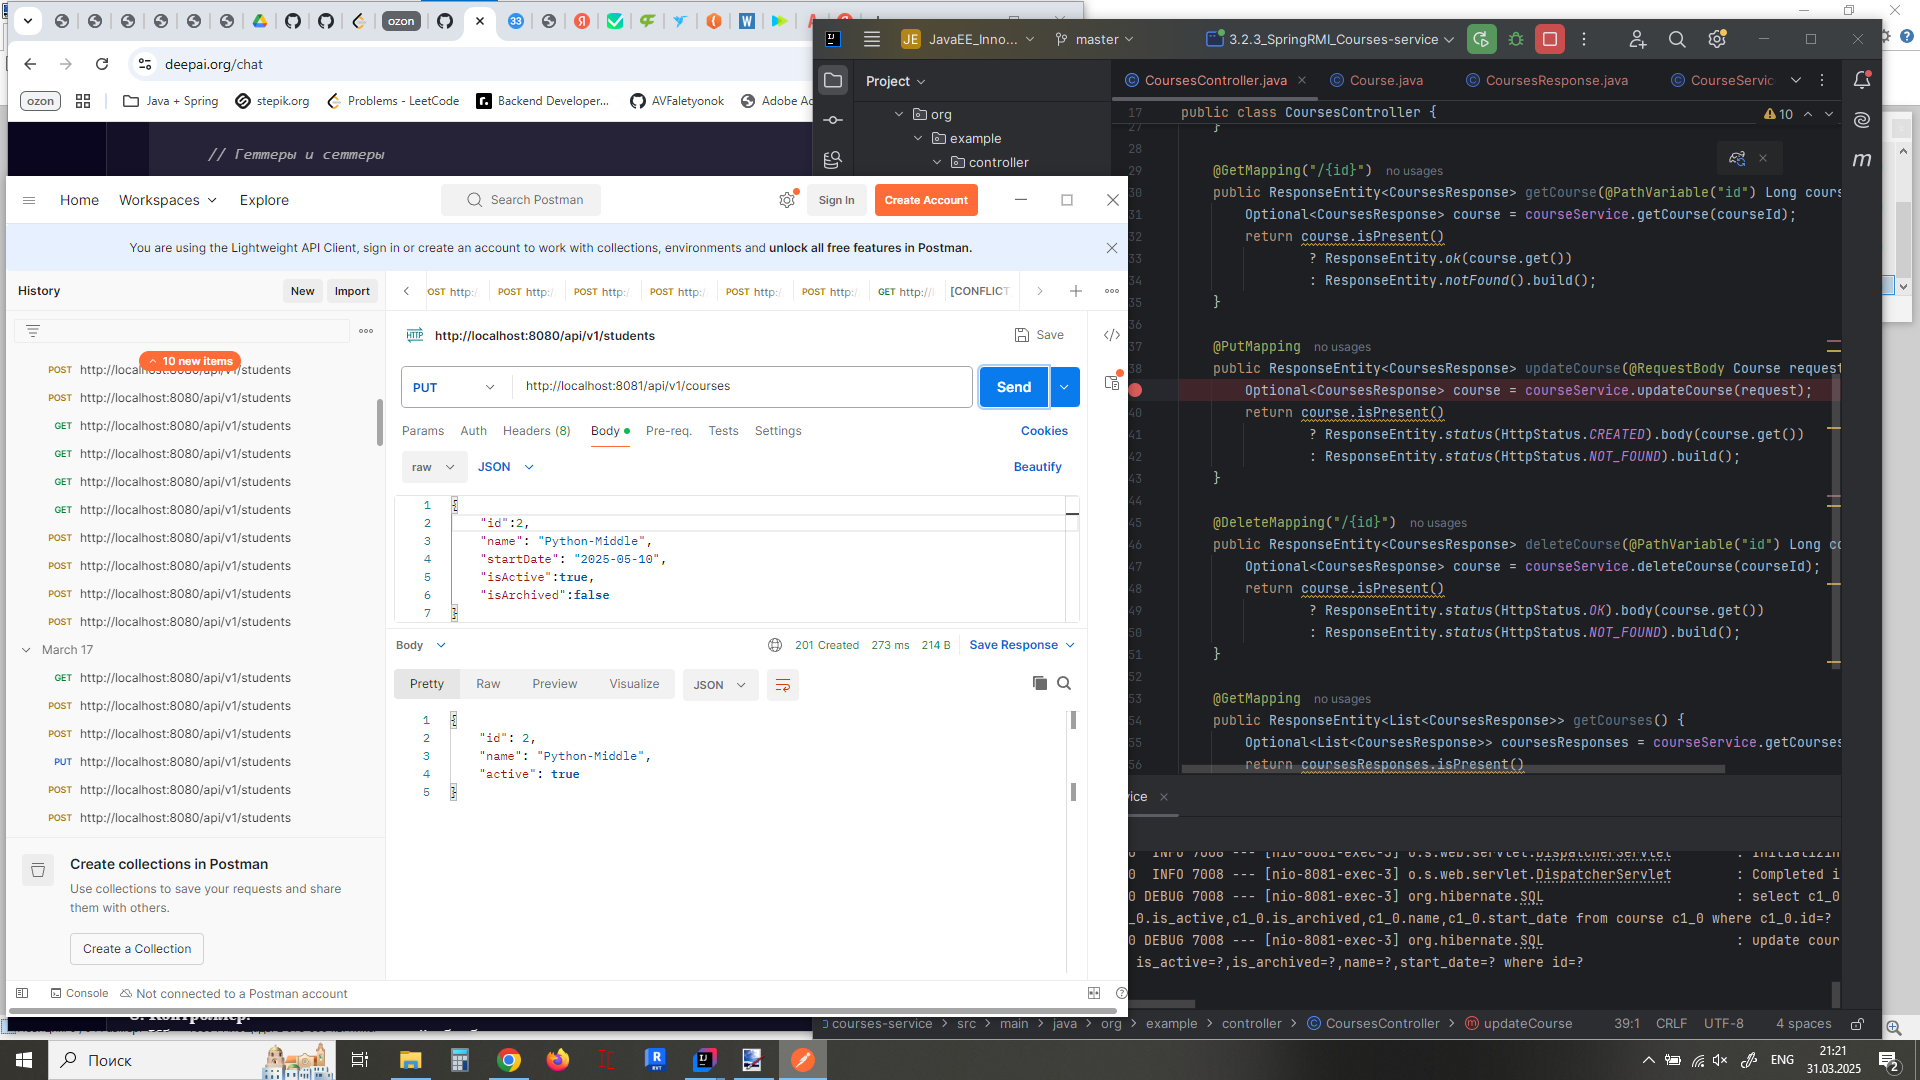 ozon
33
deepai.org/chat
ozon
Java + Spring
stepik.org
Problems - LeetCode
Backend Developer...
AVFaletyonok
Adobe Ac
// Геттеры и сеттеры
JE
JavaEE_Inno...
master
3.2.3_SpringRMI_Courses-service
Project
org
example
controller
CoursesController.java
Course.java
CoursesResponse.java
CourseServic
17 public class CoursesController {
10
27 }
28
29 @GetMapping("/{id}") no usages
30 public ResponseEntity<CoursesResponse> getCourse(@PathVariable("id") Long cours
31 Optional<CoursesResponse> course = courseService.getCourse(courseId);
32 return course.isPresent()
33 ? ResponseEntity.ok(course.get())
34 : ResponseEntity.notFound().build();
35 }
36
37 @PutMapping no usages
38 public ResponseEntity<CoursesResponse> updateCourse(@RequestBody Course request
Optional<CoursesResponse> course = courseService.updateCourse(request);
40 return course.isPresent()
41 ? ResponseEntity.status(HttpStatus.CREATED).body(course.get())
42 : ResponseEntity.status(HttpStatus.NOT_FOUND).build();
43 }
44
45 @DeleteMapping("/{id}") no usages
46 public ResponseEntity<CoursesResponse> deleteCourse(@PathVariable("id") Long co
47 Optional<CoursesResponse> course = courseService.deleteCourse(courseId);
48 return course.isPresent()
49 ? ResponseEntity.status(HttpStatus.OK).body(course.get())
50 : ResponseEntity.status(HttpStatus.NOT_FOUND).build();
51 }
52
53 @GetMapping no usages
54 public ResponseEntity<List<CoursesResponse>> getCourses() {
55 Optional<List<CoursesResponse>> coursesResponses = courseService.getCourses
56 return coursesResponses.isPresent()
vice
0 INFO 7008 --- [nio-8081-exec-3] o.s.web.servlet.DispatcherServlet : Initializin
0 INFO 7008 --- [nio-8081-exec-3] o.s.web.servlet.DispatcherServlet : Completed i
0 DEBUG 7008 --- [nio-8081-exec-3] org.hibernate.SQL : select c1_0
_0.is_active,c1_0.is_archived,c1_0.name,c1_0.start_date from course c1_0 where c1_0.id=?
0 DEBUG 7008 --- [nio-8081-exec-3] org.hibernate.SQL : update cour
is_active=?,is_archived=?,name=?,start_date=? where id=?
courses-service
src
main
java
org
example
controller
CoursesController
updateCourse
39:1
CRLF
UTF-8
4 spaces
Home
Workspaces
Explore
Search Postman
Sign In
Create Account
You are using the Lightweight API Client, sign in or create an account to work with collections, environments and unlock all free features in Postman.
History
New
Import
10 new items
POST http://localhost:8080/api/v1/students
POST http://localhost:8080/api/v1/students
GET http://localhost:8080/api/v1/students
GET http://localhost:8080/api/v1/students
GET http://localhost:8080/api/v1/students
GET http://localhost:8080/api/v1/students
POST http://localhost:8080/api/v1/students
POST http://localhost:8080/api/v1/students
POST http://localhost:8080/api/v1/students
POST http://localhost:8080/api/v1/students
March 17
GET http://localhost:8080/api/v1/students
POST http://localhost:8080/api/v1/students
POST http://localhost:8080/api/v1/students
PUT http://localhost:8080/api/v1/students
POST http://localhost:8080/api/v1/students
POST http://localhost:8080/api/v1/students
Create collections in Postman
Use collections to save your requests and share
them with others.
Create a Collection
OST http:/
POST http:/
POST http:/
POST http:/
POST http:/
POST http:/
GET http://l
[CONFLICT
HTTP http://localhost:8080/api/v1/students
Save
PUT
http://localhost:8081/api/v1/courses
Send
Params
Auth
Headers (8)
Body
Pre-req.
Tests
Settings
Cookies
raw
JSON
Beautify
1 {
2 "id":2,
3 "name": "Python-Middle",
4 "startDate": "2025-05-10",
5 "isActive":true,
6 "isArchived":false
7 }
Body
201 Created
273 ms
214 B
Save Response
Pretty
Raw
Preview
Visualize
JSON
1 {
2 "id": 2,
3 "name": "Python-Middle",
4 "active": true
5 }
Console
Not connected to a Postman account
Поиск
ENG
21:21
31.03.2025
2